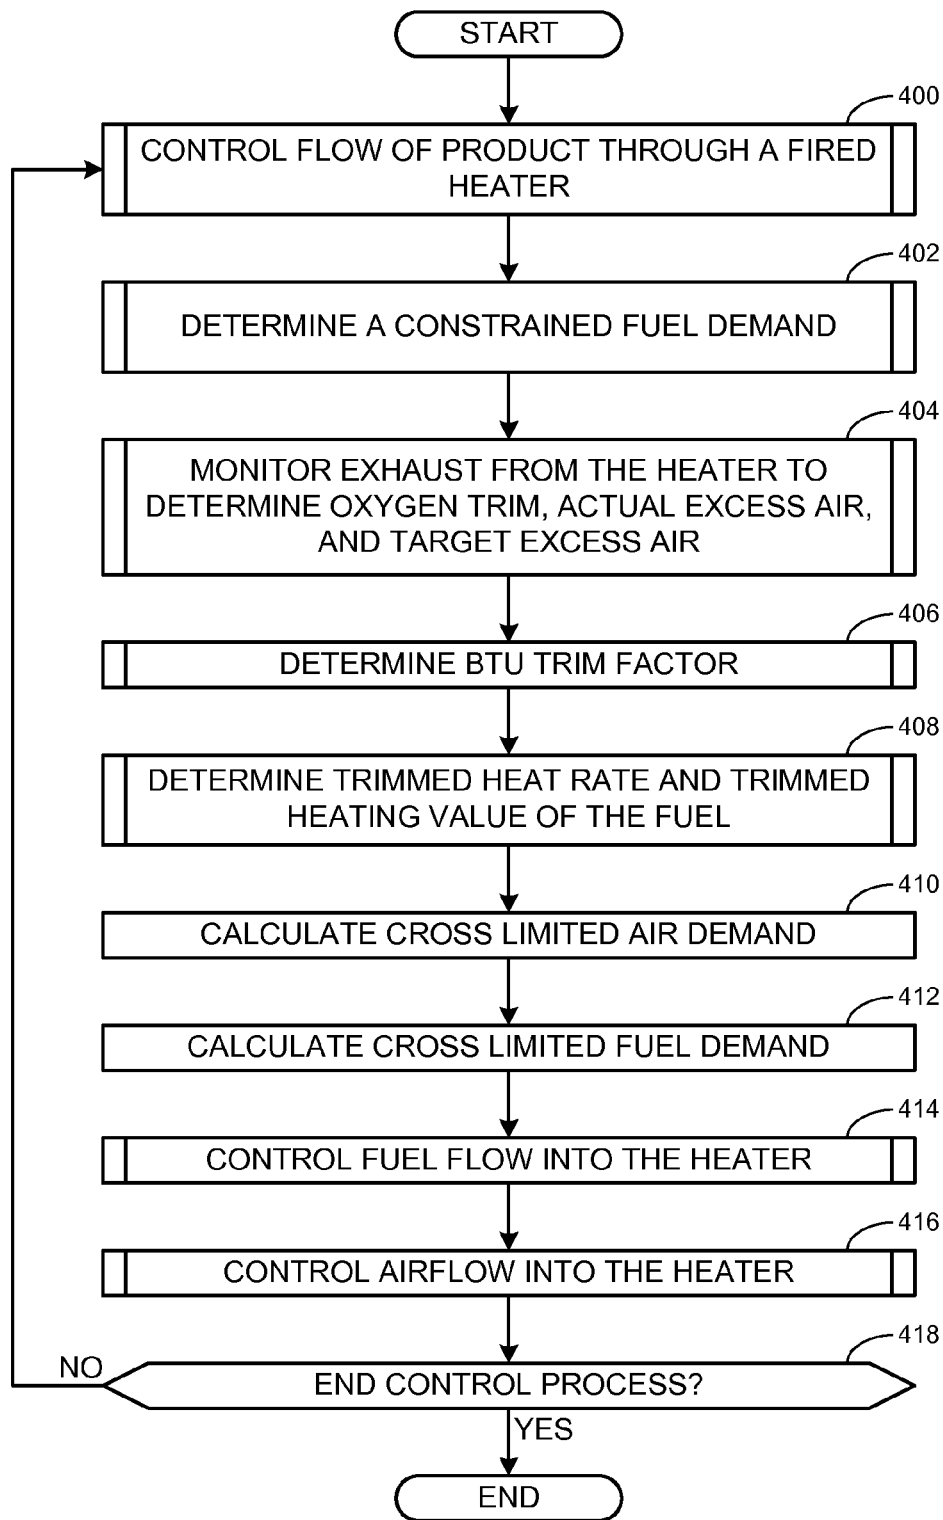 START
400
CONTROL FLOW OF PRODUCT THROUGH A FIRED
HEATER
402
DETERMINE A CONSTRAINED FUEL DEMAND
404
MONITOR EXHAUST FROM THE HEATER TO
DETERMINE OXYGEN TRIM, ACTUAL EXCESS AIR,
AND TARGET EXCESS AIR
406
DETERMINE BTU TRIM FACTOR
408
DETERMINE TRIMMED HEAT RATE AND TRIMMED
HEATING VALUE OF THE FUEL
410
CALCULATE CROSS LIMITED AIR DEMAND
412
CALCULATE CROSS LIMITED FUEL DEMAND
414
CONTROL FUEL FLOW INTO THE HEATER
416
CONTROL AIRFLOW INTO THE HEATER
418
NO
END CONTROL PROCESS?
YES
END